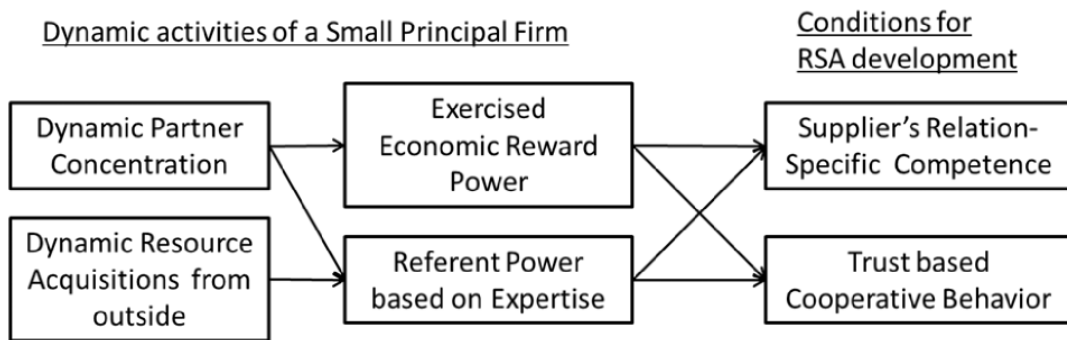 Dynamic activities of a Small Principal Firm
Conditions for
RSA development
Dynamic Partner
Concentration
Exercised
Economic Reward
Power
Supplier's Relation-
Specific Competence
Dynamic Resource
Acquisitions from
outside
Referent Power
based on Expertise
Trust based
Cooperative Behavior